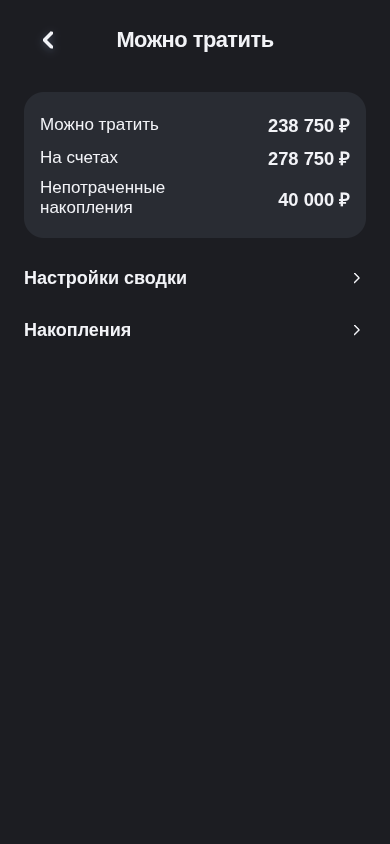 Можно тратить
Можно тратить 238 750 ₽
На счетах 278 750 ₽
Непотраченные
накопления 40 000 ₽
Настройки сводки
Накопления